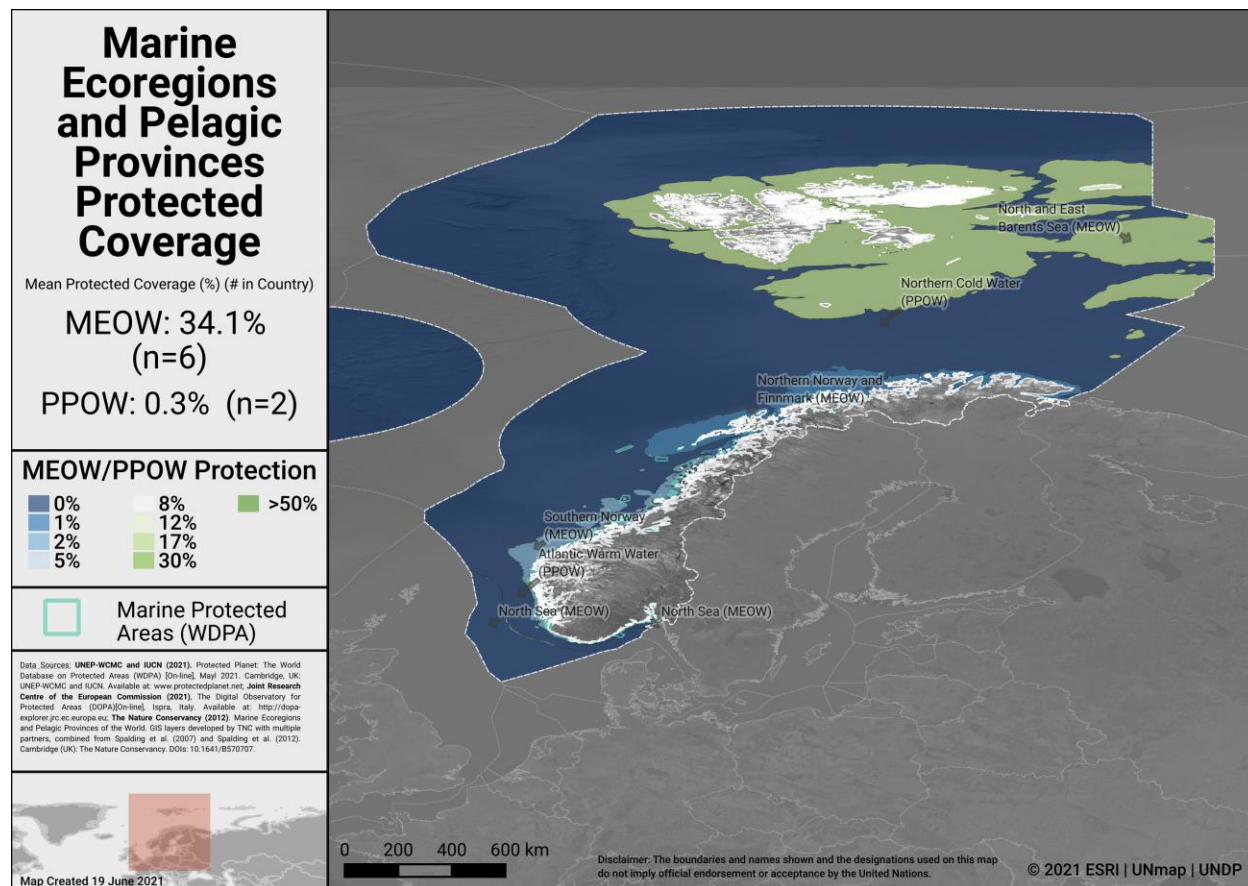 Marine
Ecoregions
and Pelagic
Provinces
Protected
Coverage
Mean Protected Coverage (%) (# in Country)
MEOW: 34.1%
(n=6)
PPOW: 0.3% (n=2)
MEOW/PPOW Protection
0%
1%
2%
5%
8%
12%
17%
30%
>50%
Marine Protected
Areas (WDPA)
Data Sources: UNEP-WCMC and IUCN (2021). Protected Planet: The World
Database on Protected Areas (WDPA) [On-line], Mayl 2021. Cambridge, UK:
UNEP-WCMC and IUCN. Available at: www.protectedplanet.net; Joint Research
Centre of the European Commission (2021), The Digital Observatory for
Protected Areas (DOPA)[On-line], Ispra, Italy. Available at: http://dopa-
explorer.jrc.ec.europa.eu; The Nature Conservancy (2012). Marine Ecoregions
and Pelagic Provinces of the World. GIS layers developed by TNC with multiple
partners, combined from Spalding et al. (2007) and Spalding et al. (2012).
Cambridge (UK): The Nature Conservancy. DOIs: 10.1641/B570707.
Map Created 19 June 2021
North and East
Barents Sea (MEOW)
Northern Cold Water
(PPOW)
Northern Norway and
Finnmark (MEOW)
Southern Norway
(MEOW)
Atlantic Warm Water
(PPOW)
North Sea (MEOW)
North Sea (MEOW)
0 200 400 600 km
Disclaimer: The boundaries and names shown and the designations used on this map
do not imply official endorsement or acceptance by the United Nations.
© 2021 ESRI | UNmap | UNDP